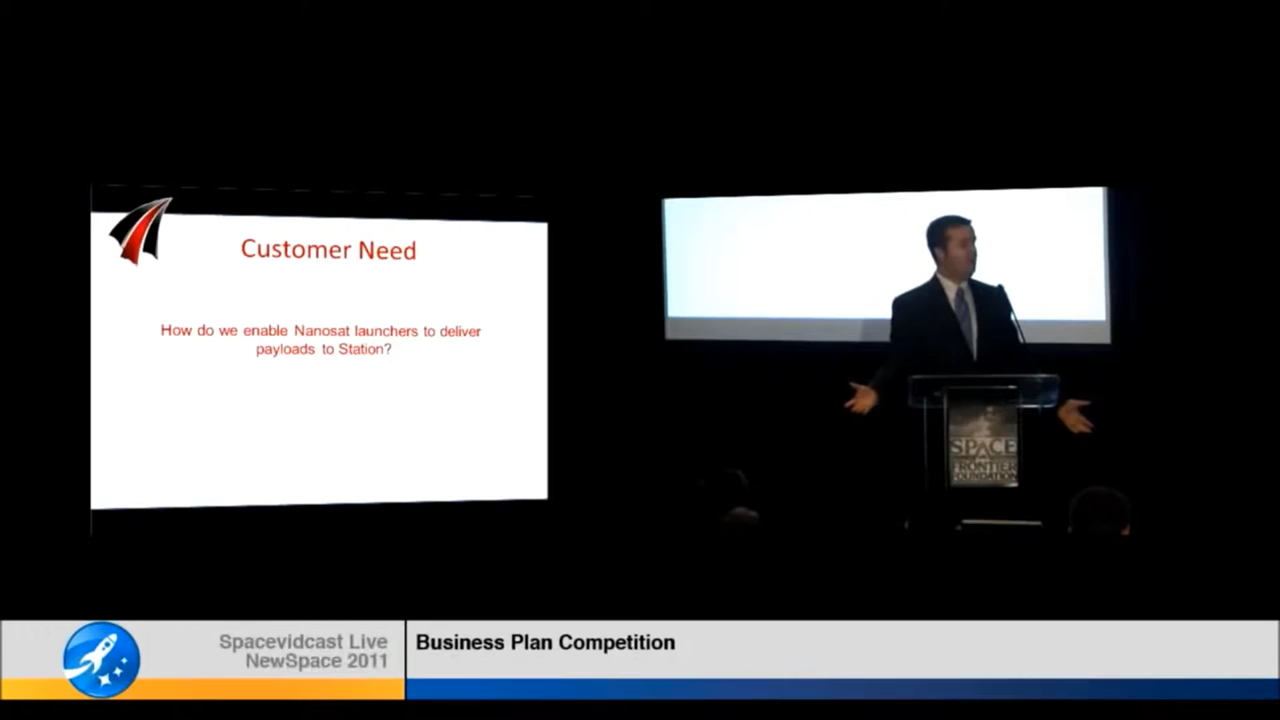 Customer Need
How do we enable Nanosat launchers to deliver
payloads to Station?
SPACE
FRONTIER
FOUNDATION
Spacevidcast Live
NewSpace 2011
Business Plan Competition